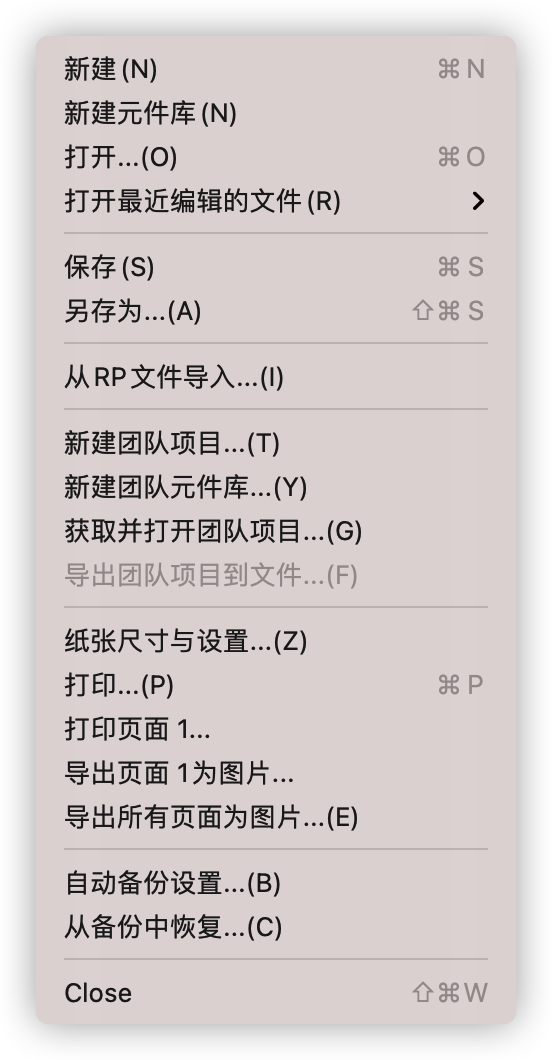 新建(N) ⌘N
新建元件库(N)
打开...(O) ⌘O
打开最近编辑的文件(R)
保存(S) ⌘S
另存为...(A) ⇧⌘S
从RP文件导入...(I)
新建团队项目...(T)
新建团队元件库...(Y)
获取并打开团队项目...(G)
导出团队项目到文件...(F)
纸张尺寸与设置...(Z)
打印...(P) ⌘P
打印页面 1...
导出页面 1为图片...
导出所有页面为图片...(E)
自动备份设置...(B)
从备份中恢复...(C)
Close ⇧⌘W